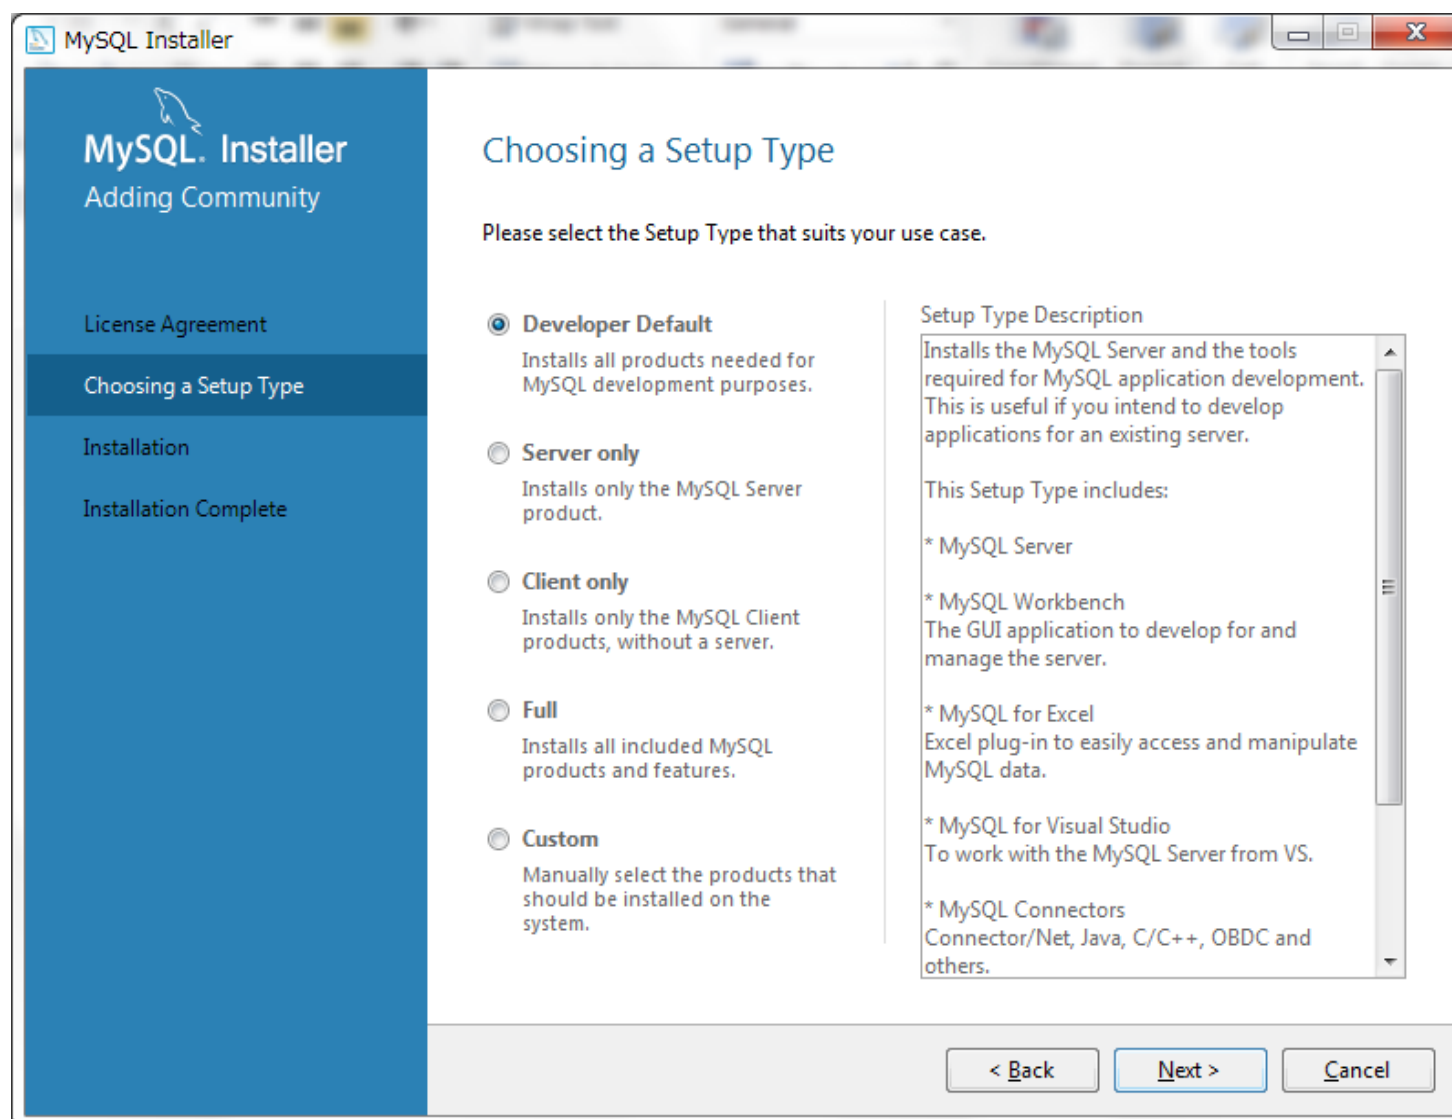 MySQL Installer
MySQL. Installer
Adding Community
License Agreement
Choosing a Setup Type
Installation
Installation Complete
Choosing a Setup Type
Please select the Setup Type that suits your use case.
Developer Default
Installs all products needed for
MySQL development purposes.
Server only
Installs only the MySQL Server
product.
Client only
Installs only the MySQL Client
products, without a server.
Full
Installs all included MySQL
products and features.
Custom
Manually select the products that
should be installed on the
system.
Setup Type Description
Installs the MySQL Server and the tools
required for MySQL application development.
This is useful if you intend to develop
applications for an existing server.
This Setup Type includes:
* MySQL Server
* MySQL Workbench
The GUI application to develop for and
manage the server.
* MySQL for Excel
Excel plug-in to easily access and manipulate
MySQL data.
* MySQL for Visual Studio
To work with the MySQL Server from VS.
* MySQL Connectors
Connector/Net, Java, C/C++, OBDC and
others.
< Back
Next >
Cancel